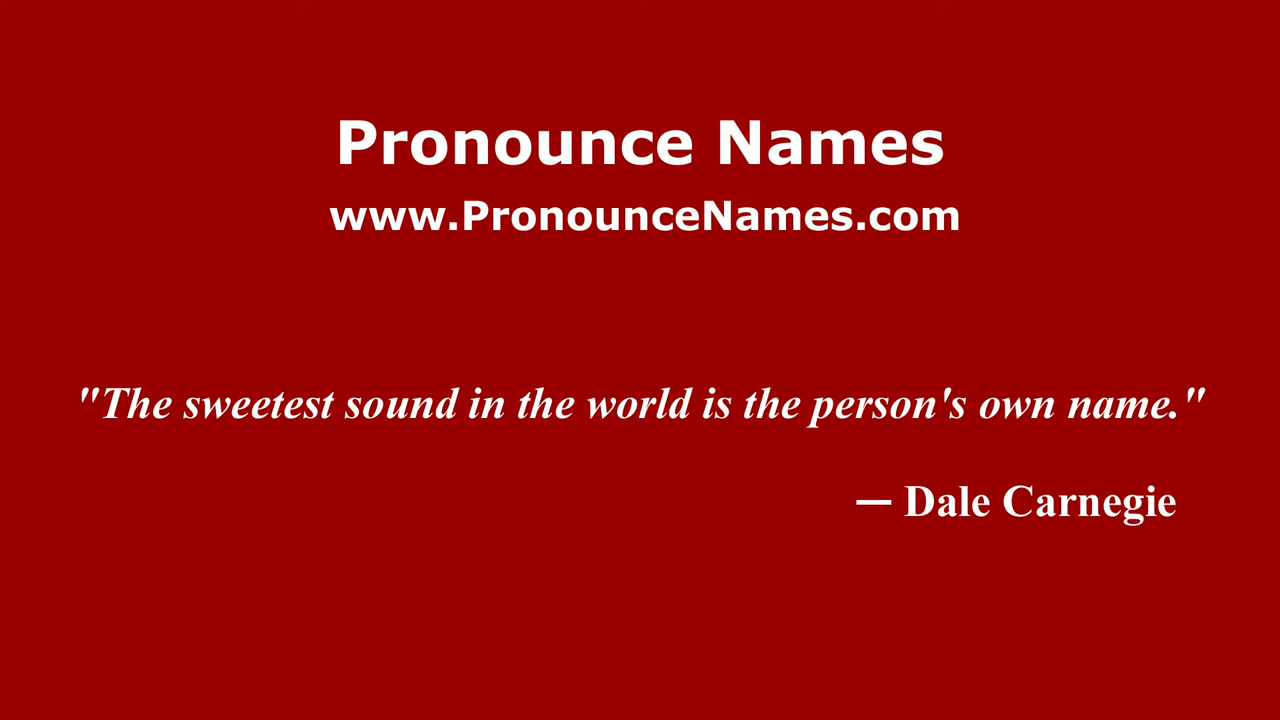 Pronounce Names
www.PronounceNames.com
"The sweetest sound in the world is the person's own name."
— Dale Carnegie